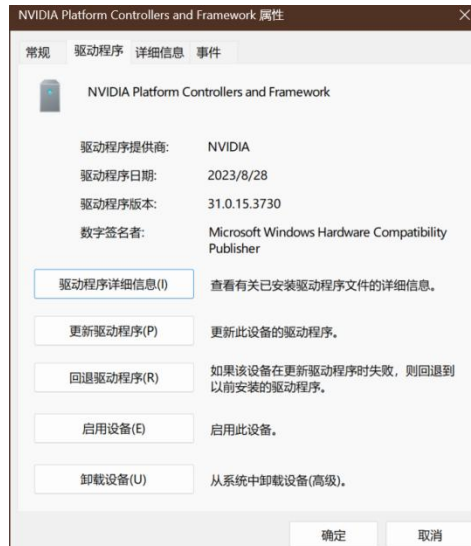 NVIDIA Platform Controllers and Framework 属性
常规 驱动程序 详细信息 事件
NVIDIA Platform Controllers and Framework
驱动程序提供商: NVIDIA
驱动程序日期: 2023/8/28
驱动程序版本: 31.0.15.3730
数字签名者: Microsoft Windows Hardware Compatibility
Publisher
驱动程序详细信息(I) 查看有关已安装驱动程序文件的详细信息。
更新驱动程序(P) 更新此设备的驱动程序。
回退驱动程序(R) 如果该设备在更新驱动程序时失败，则回退到
以前安装的驱动程序。
启用设备(E) 启用此设备。
卸载设备(U) 从系统中卸载设备(高级)。
确定 取消